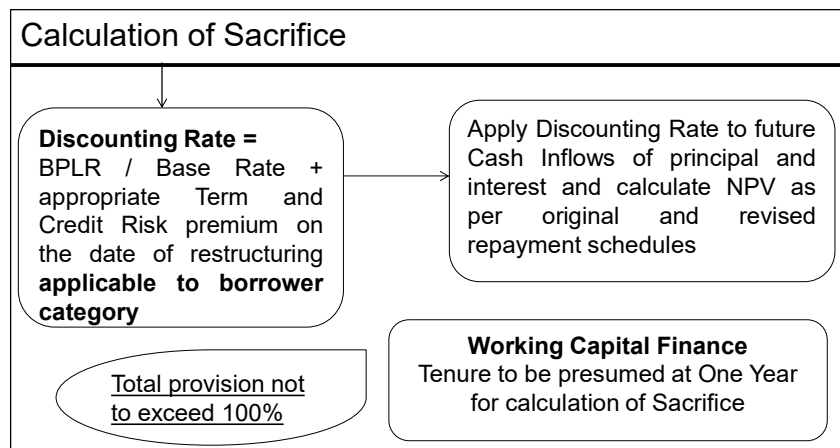 Calculation of Sacrifice
Discounting Rate =
BPLR / Base Rate +
appropriate Term and
Credit Risk premium on
the date of restructuring
applicable to borrower
category
Apply Discounting Rate to future
Cash Inflows of principal and
interest and calculate NPV as
per original and revised
repayment schedules
Working Capital Finance
Tenure to be presumed at One Year
for calculation of Sacrifice
Total provision not
to exceed 100%